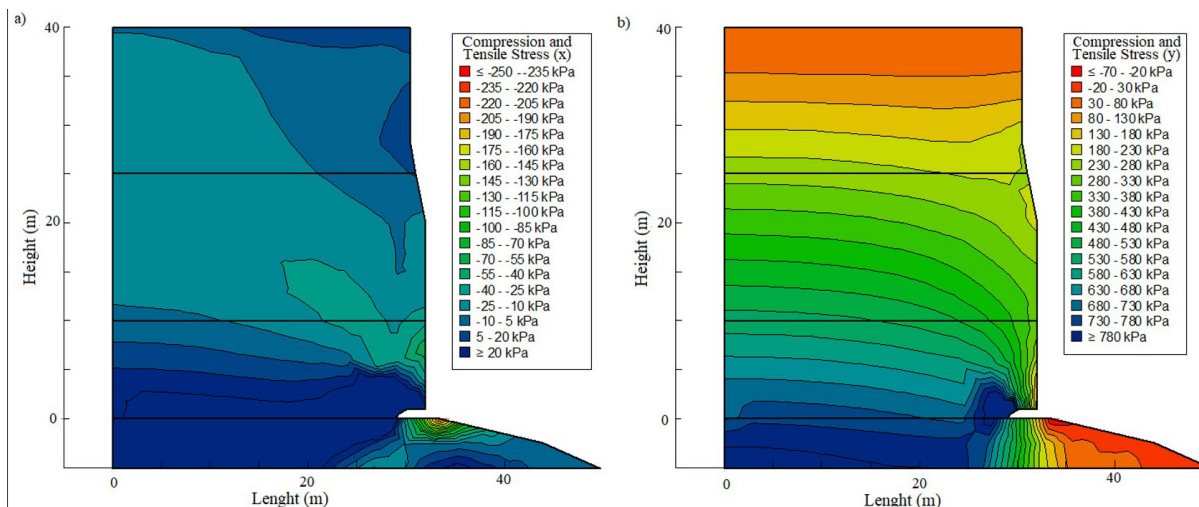 a)
40
20
0
Height (m)
0
20
40
Lenght (m)
Compression and
Tensile Stress (x)
≤ -250 - -235 kPa
-235 - -220 kPa
-220 - -205 kPa
-205 - -190 kPa
-190 - -175 kPa
-175 - -160 kPa
-160 - -145 kPa
-145 - -130 kPa
-130 - -115 kPa
-115 - -100 kPa
-100 - -85 kPa
-85 - -70 kPa
-70 - -55 kPa
-55 - -40 kPa
-40 - -25 kPa
-25 - -10 kPa
-10 - 5 kPa
5 - 20 kPa
≥ 20 kPa
b)
40
20
0
Height (m)
0
20
40
Lenght (m)
Compression and
Tensile Stress (y)
≤ -70 - -20 kPa
-20 - 30 kPa
30 - 80 kPa
80 - 130 kPa
130 - 180 kPa
180 - 230 kPa
230 - 280 kPa
280 - 330 kPa
330 - 380 kPa
380 - 430 kPa
430 - 480 kPa
480 - 530 kPa
530 - 580 kPa
580 - 630 kPa
630 - 680 kPa
680 - 730 kPa
730 - 780 kPa
≥ 780 kPa